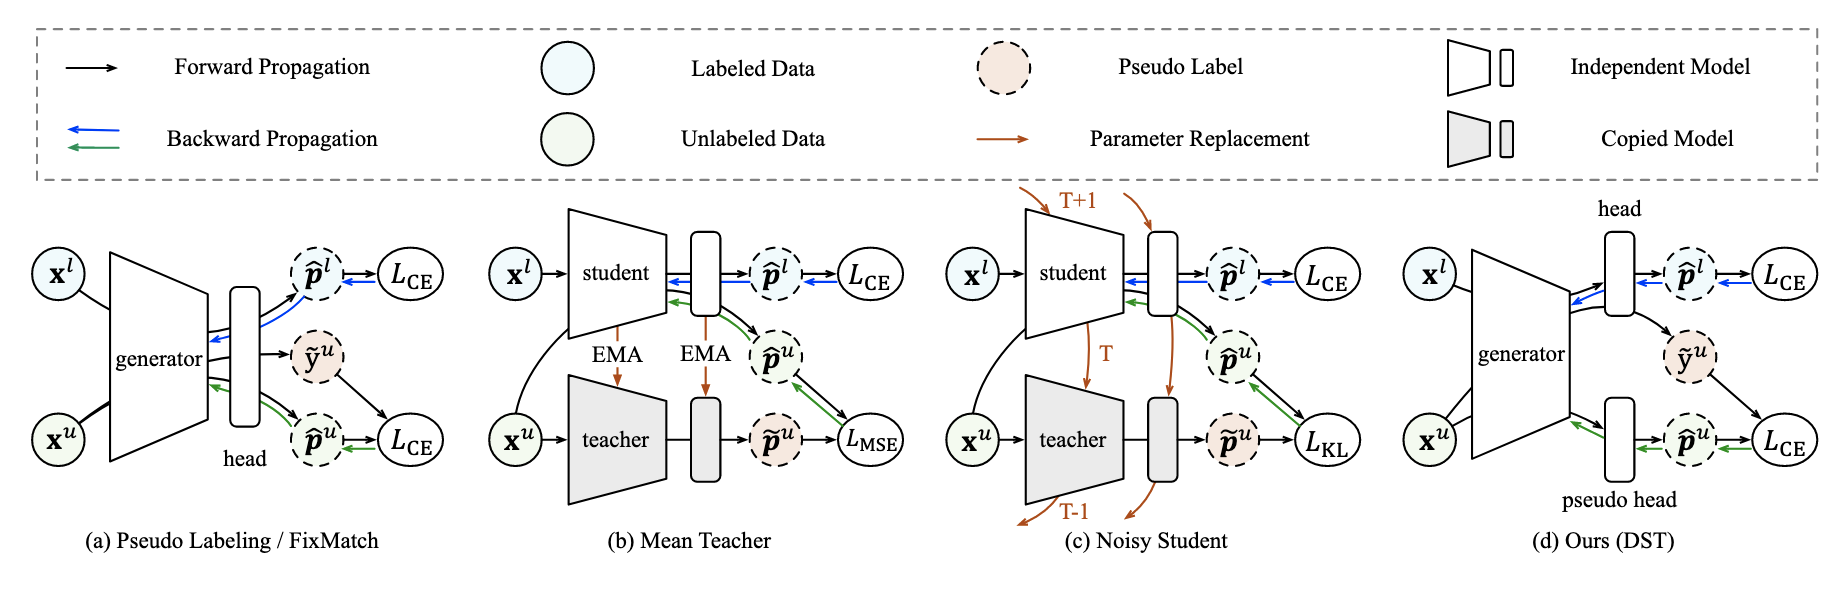 Forward Propagation Labeled Data Pseudo Label Independent Model
Backward Propagation Unlabeled Data Parameter Replacement Copied Model
x^l generator head p̂^l L_CE
ỹ^u
x^u p̂^u L_CE
(a) Pseudo Labeling / FixMatch
x^l student p̂^l L_CE
EMA EMA p̂^u
x^u teacher p̃^u L_MSE
(b) Mean Teacher
T+1
x^l student p̂^l L_CE
T p̂^u
x^u teacher p̃^u L_KL
T-1
(c) Noisy Student
head
x^l p̂^l L_CE
generator ỹ^u
x^u p̂^u L_CE
pseudo head
(d) Ours (DST)